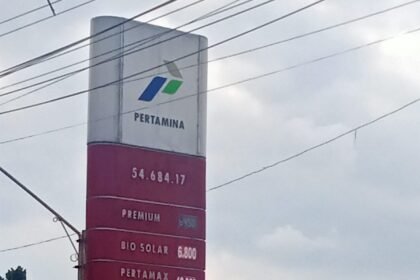 PERTAMINA
54.684.17
PREMIUM
BIO SOLAR 6.800
PERTAMAX